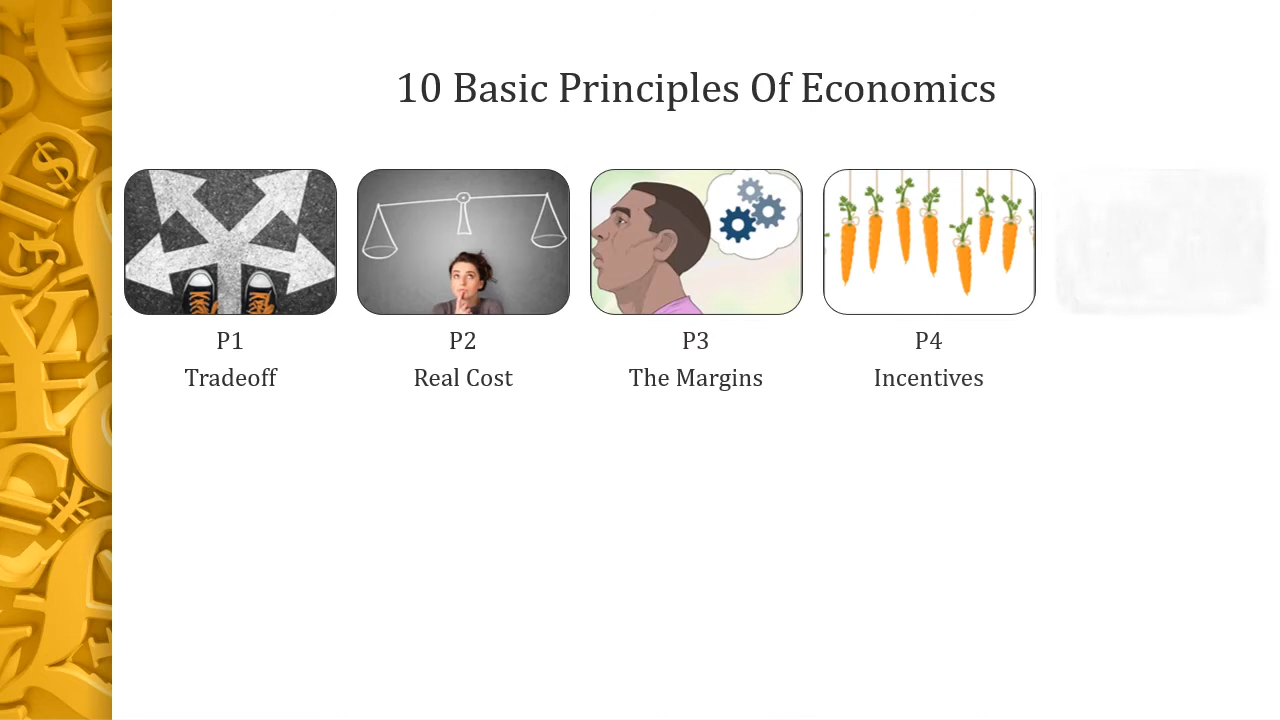 10 Basic Principles Of Economics
P1
Tradeoff
P2
Real Cost
P3
The Margins
P4
Incentives